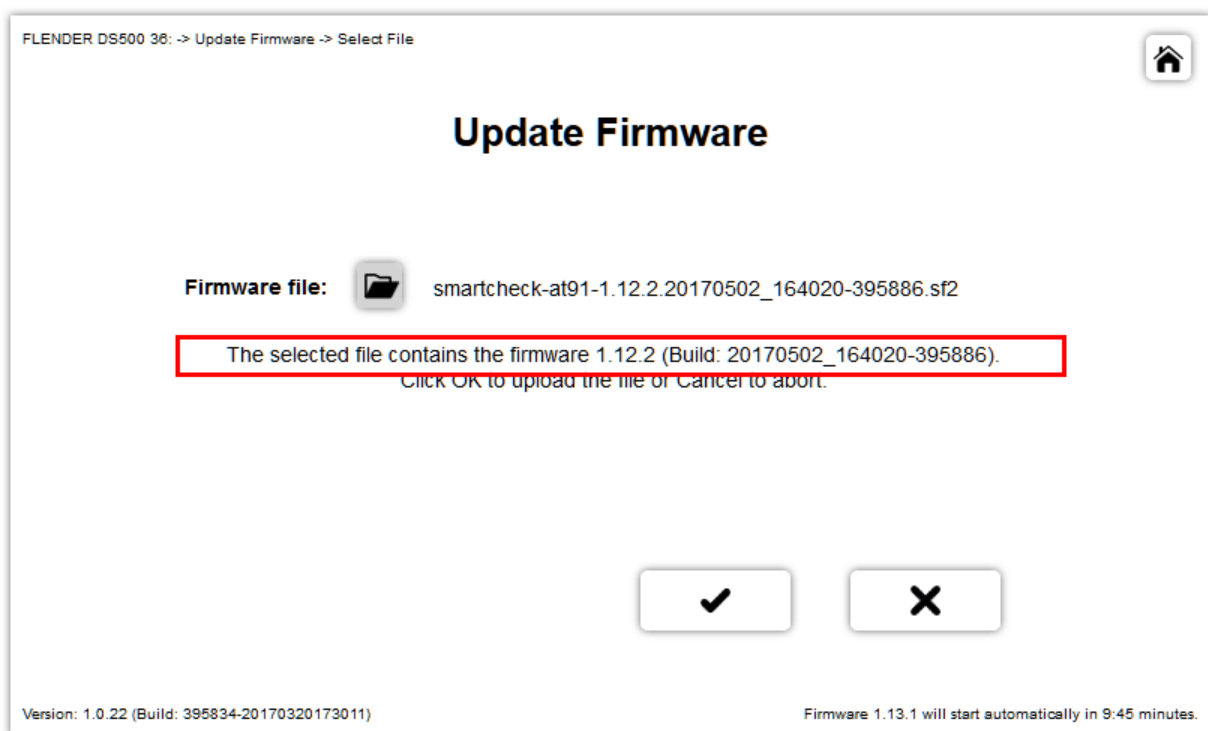 FLENDER DS500 36: -> Update Firmware -> Select File
Update Firmware
Firmware file: smartcheck-at91-1.12.2.20170502_164020-395886.sf2
The selected file contains the firmware 1.12.2 (Build: 20170502_164020-395886).
Click OK to upload the file or Cancel to abort.
Version: 1.0.22 (Build: 395834-20170320173011)
Firmware 1.13.1 will start automatically in 9:45 minutes.